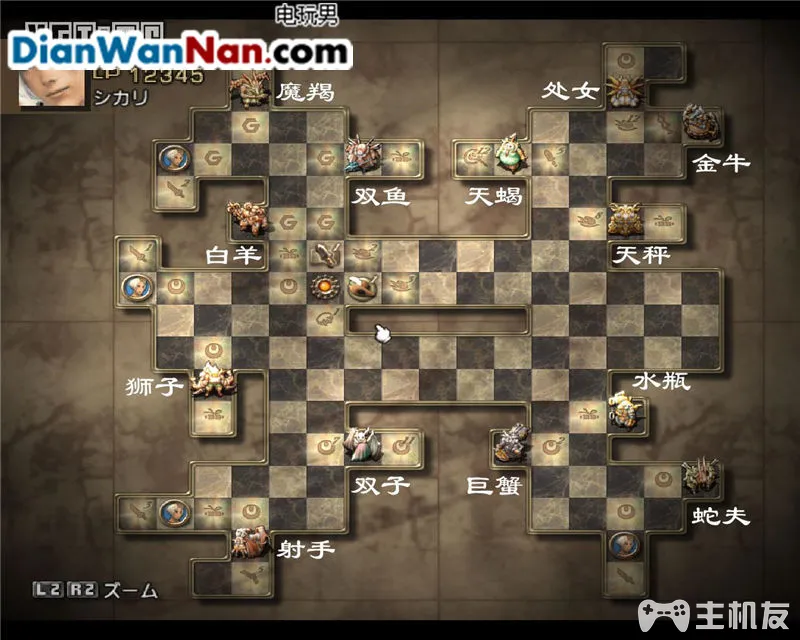 电玩男
DianWanNan.com
LP 12345
シカリ
魔羯
处女
金牛
双鱼
天蝎
白羊
天秤
狮子
水瓶
双子
巨蟹
蛇夫
射手
L2 R2 ズーム
主机友